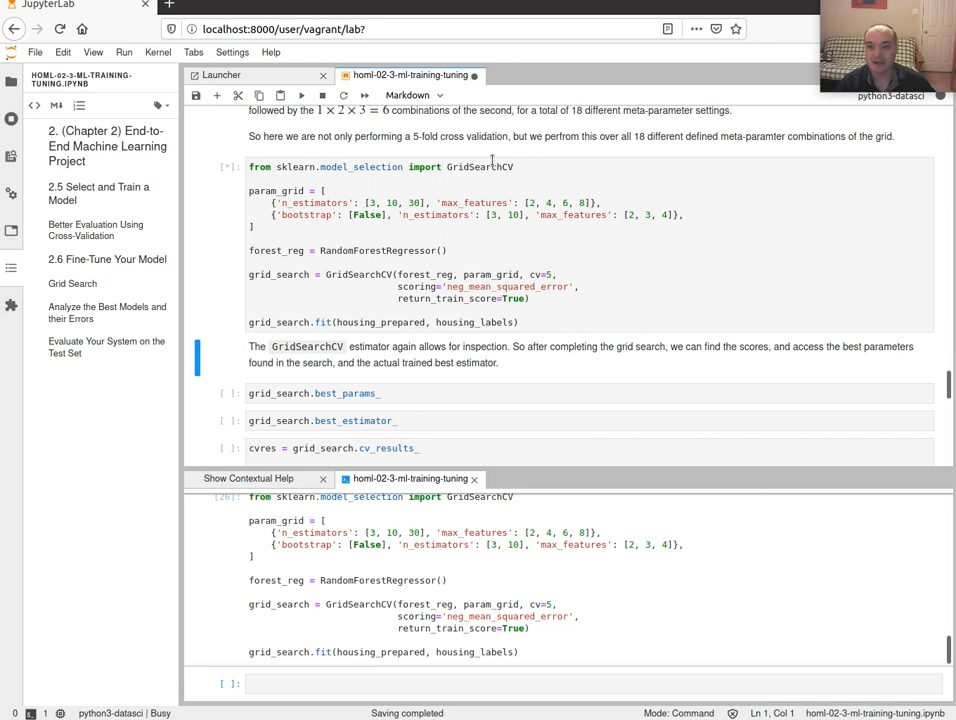 JupyterLab
localhost:8000/user/vagrant/lab?
File Edit View Run Kernel Tabs Settings Help
HOML-02-3-ML-TRAINING-
TUNING.IPYNB
2. (Chapter 2) End-to-
End Machine Learning
Project
2.5 Select and Train a
Model
Better Evaluation Using
Cross-Validation
2.6 Fine-Tune Your Model
Grid Search
Analyze the Best Models and
their Errors
Evaluate Your System on the
Test Set
Launcher homl-02-3-ml-training-tuning
Markdown python3-datasci
followed by the 1 × 2 × 3 = 6 combinations of the second, for a total of 18 different meta-parameter settings.
So here we are not only performing a 5-fold cross validation, but we perfrom this over all 18 different defined meta-paramter combinations of the grid.
[*]: from sklearn.model_selection import GridSearchCV
param_grid = [
{'n_estimators': [3, 10, 30], 'max_features': [2, 4, 6, 8]},
{'bootstrap': [False], 'n_estimators': [3, 10], 'max_features': [2, 3, 4]},
]
forest_reg = RandomForestRegressor()
grid_search = GridSearchCV(forest_reg, param_grid, cv=5,
scoring='neg_mean_squared_error',
return_train_score=True)
grid_search.fit(housing_prepared, housing_labels)
The GridSearchCV estimator again allows for inspection. So after completing the grid search, we can find the scores, and access the best parameters
found in the search, and the actual trained best estimator.
[ ]: grid_search.best_params_
[ ]: grid_search.best_estimator_
[ ]: cvres = grid_search.cv_results_
Show Contextual Help homl-02-3-ml-training-tuning
[26]: from sklearn.model_selection import GridSearchCV
param_grid = [
{'n_estimators': [3, 10, 30], 'max_features': [2, 4, 6, 8]},
{'bootstrap': [False], 'n_estimators': [3, 10], 'max_features': [2, 3, 4]},
]
forest_reg = RandomForestRegressor()
grid_search = GridSearchCV(forest_reg, param_grid, cv=5,
scoring='neg_mean_squared_error',
return_train_score=True)
grid_search.fit(housing_prepared, housing_labels)
[ ]:
0 1 python3-datasci | Busy Saving completed Mode: Command Ln 1, Col 1 homl-02-3-ml-training-tuning.ipynb